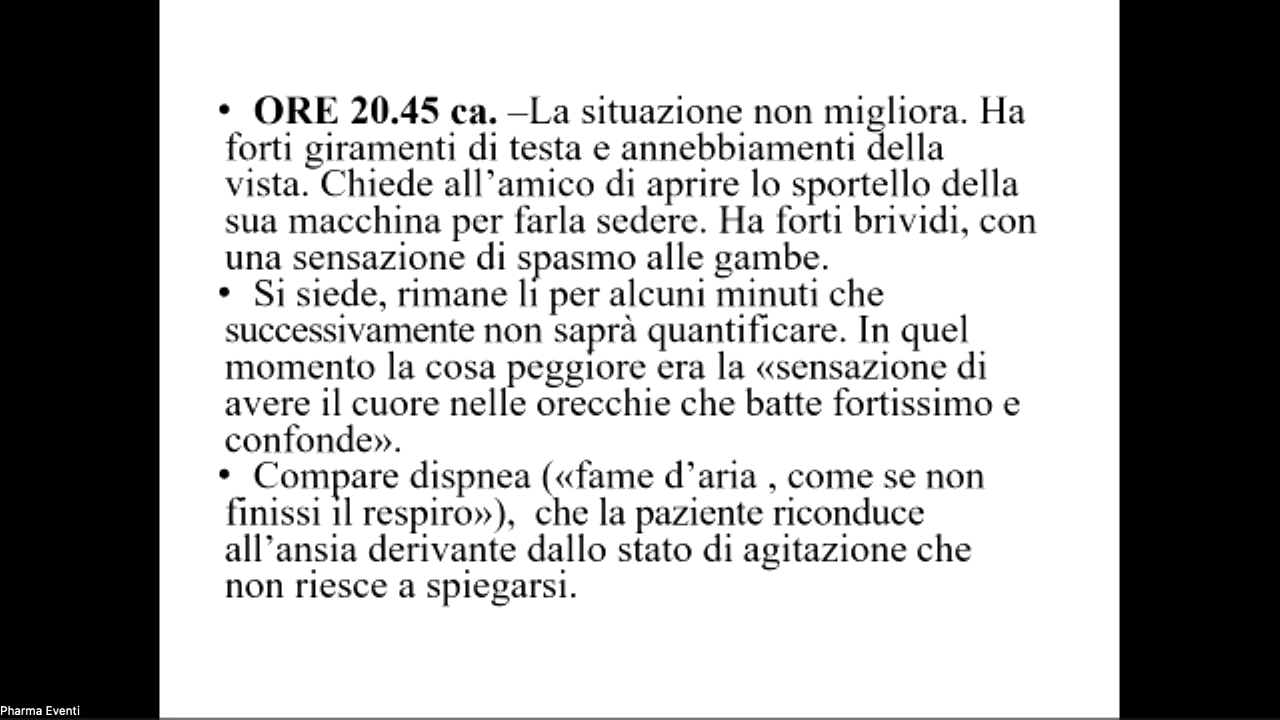 • ORE 20.45 ca. –La situazione non migliora. Ha
forti giramenti di testa e annebbiamenti della
vista. Chiede all’amico di aprire lo sportello della
sua macchina per farla sedere. Ha forti brividi, con
una sensazione di spasmo alle gambe.
• Si siede, rimane lì per alcuni minuti che
successivamente non saprà quantificare. In quel
momento la cosa peggiore era la «sensazione di
avere il cuore nelle orecchie che batte fortissimo e
confonde».
• Compare dispnea («fame d’aria , come se non
finissi il respiro»), che la paziente riconduce
all’ansia derivante dallo stato di agitazione che
non riesce a spiegarsi.
Pharma Eventi